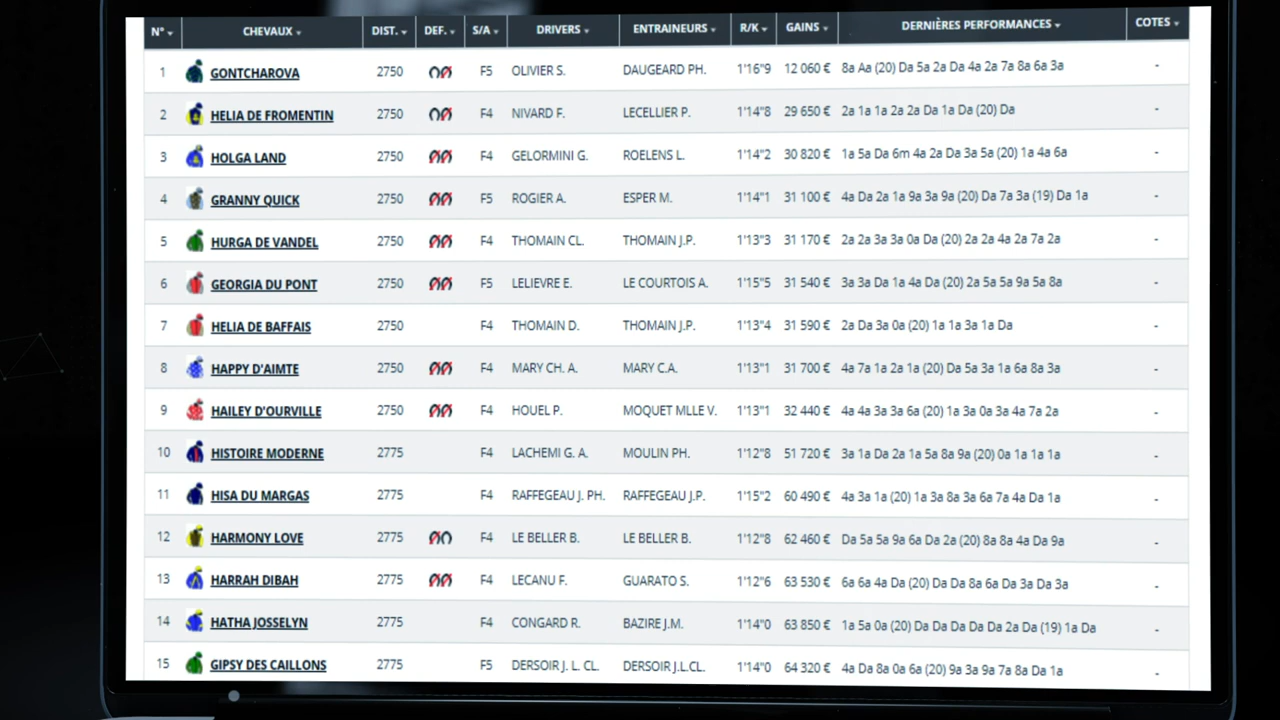 N° CHEVAUX DIST. DEF. S/A DRIVERS ENTRAINEURS R/K GAINS DERNIÈRES PERFORMANCES COTES
1 GONTCHAROVA 2750 F5 OLIVIER S. DAUGEARD PH. 1'16"9 12 060 € 8a Aa (20) Da 5a 2a Da 4a 2a 7a 8a 6a 3a -
2 HELIA DE FROMENTIN 2750 F4 NIVARD F. LECELLIER P. 1'14"8 29 650 € 2a 1a 1a 2a 2a Da 1a Da (20) Da -
3 HOLGA LAND 2750 F4 GELORMINI G. ROELENS L. 1'14"2 30 820 € 1a 5a Da 6m 4a 2a Da 3a 5a (20) 1a 4a 6a -
4 GRANNY QUICK 2750 F5 ROGIER A. ESPER M. 1'14"1 31 100 € 4a Da 2a 1a 9a 3a 9a (20) Da 7a 3a (19) Da 1a -
5 HURGA DE VANDEL 2750 F4 THOMAIN CL. THOMAIN J.P. 1'13"3 31 170 € 2a 2a 3a 3a 0a Da (20) 2a 2a 4a 2a 7a 2a -
6 GEORGIA DU PONT 2750 F5 LELIEVRE E. LE COURTOIS A. 1'15"5 31 540 € 3a 3a Da 1a 4a Da (20) 2a 5a 5a 9a 5a 8a -
7 HELIA DE BAFFAIS 2750 F4 THOMAIN D. THOMAIN J.P. 1'13"4 31 590 € 2a Da 3a 0a (20) 1a 1a 3a 1a Da -
8 HAPPY D'AIMTE 2750 F4 MARY CH. A. MARY C.A. 1'13"1 31 700 € 4a 7a 1a 2a 1a (20) Da 5a 3a 1a 6a 8a 3a -
9 HAILEY D'OURVILLE 2750 F4 HOUEL P. MOQUET MLLE V. 1'13"1 32 440 € 4a 4a 3a 3a 6a (20) 1a 3a 0a 3a 4a 7a 2a -
10 HISTOIRE MODERNE 2775 F4 LACHEMI G. A. MOULIN PH. 1'12"8 51 720 € 3a 1a Da 2a 1a 5a 8a 9a (20) 0a 1a 1a 1a -
11 HISA DU MARGAS 2775 F4 RAFFEGEAU J. PH. RAFFEGEAU J.P. 1'15"2 60 490 € 4a 3a 1a (20) 1a 3a 8a 3a 6a 7a 4a Da 1a -
12 HARMONY LOVE 2775 F4 LE BELLER B. LE BELLER B. 1'12"8 62 460 € Da 5a 5a 9a 6a Da 2a (20) 8a 8a 4a Da 9a -
13 HARRAH DIBAH 2775 F4 LECANU F. GUARATO S. 1'12"6 63 530 € 6a 6a 4a Da (20) Da Da 8a 6a Da 3a Da 3a -
14 HATHA JOSSELYN 2775 F4 CONGARD R. BAZIRE J.M. 1'14"0 63 850 € 1a 5a 0a (20) Da Da Da Da Da 2a Da (19) 1a Da -
15 GIPSY DES CAILLONS 2775 F5 DERSOIR J. L. CL. DERSOIR J.L.CL. 1'14"0 64 320 € 4a Da 8a 0a 6a (20) 9a 3a 9a 7a 8a Da 1a -